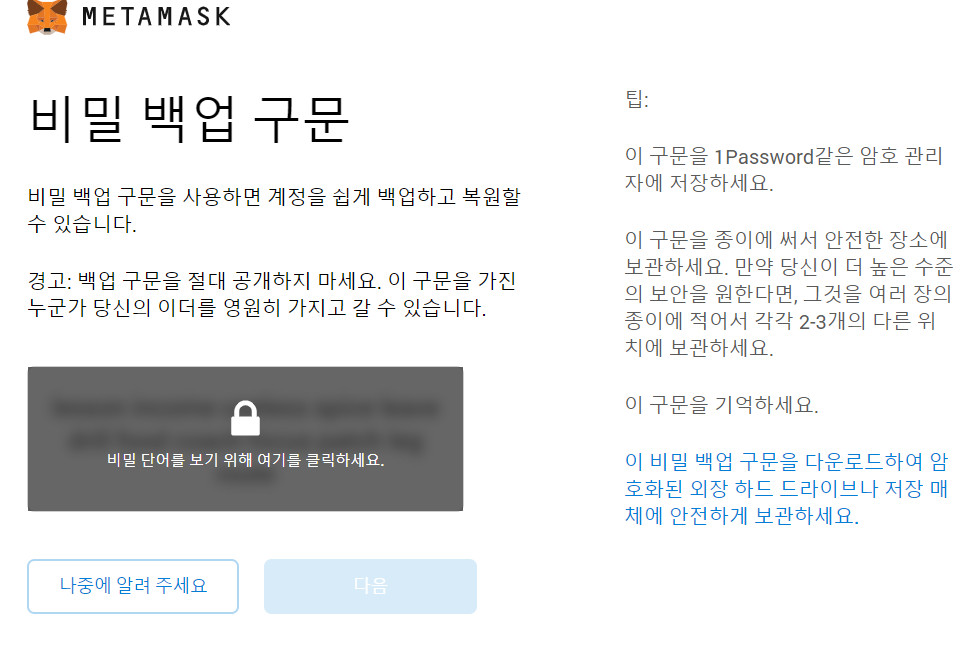 METAMASK
비밀 백업 구문
비밀 백업 구문을 사용하면 계정을 쉽게 백업하고 복원할
수 있습니다.
경고: 백업 구문을 절대 공개하지 마세요. 이 구문을 가진
누군가 당신의 이더를 영원히 가지고 갈 수 있습니다.
비밀 단어를 보기 위해 여기를 클릭하세요.
나중에 알려 주세요
다음
팁:
이 구문을 1Password같은 암호 관리
자에 저장하세요.
이 구문을 종이에 써서 안전한 장소에
보관하세요. 만약 당신이 더 높은 수준
의 보안을 원한다면, 그것을 여러 장의
종이에 적어서 각각 2-3개의 다른 위
치에 보관하세요.
이 구문을 기억하세요.
이 비밀 백업 구문을 다운로드하여 암
호화된 외장 하드 드라이브나 저장 매
체에 안전하게 보관하세요.